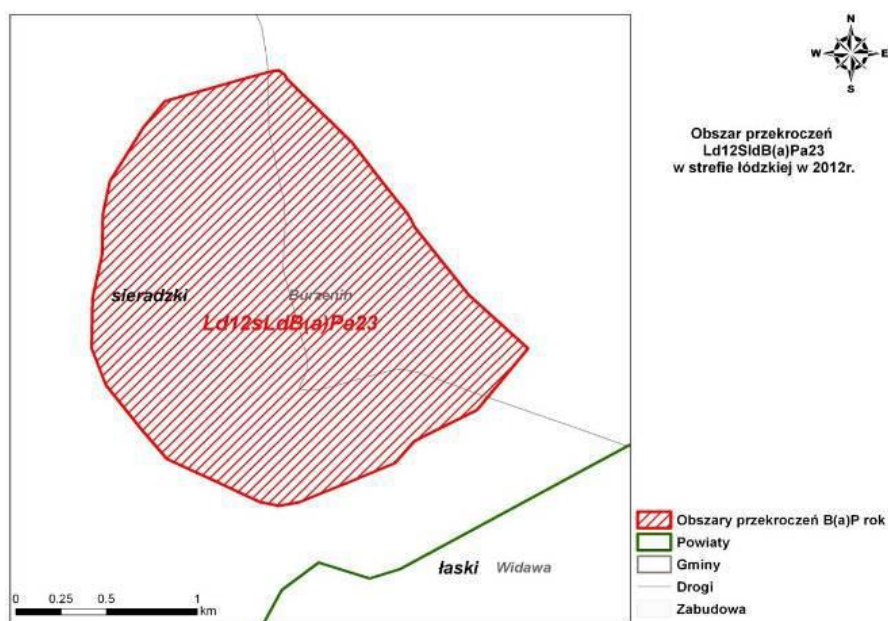 N
W E
S
Obszar przekroczeń
Ld12SldB(a)Pa23
w strefie łódzkiej w 2012r.
sieradzki
Burzenin
Ld12sLdB(a)Pa23
łaski Widawa
Obszary przekroczeń B(a)P rok
Powiaty
Gminy
Drogi
Zabudowa
0 0.25 0.5 1
km